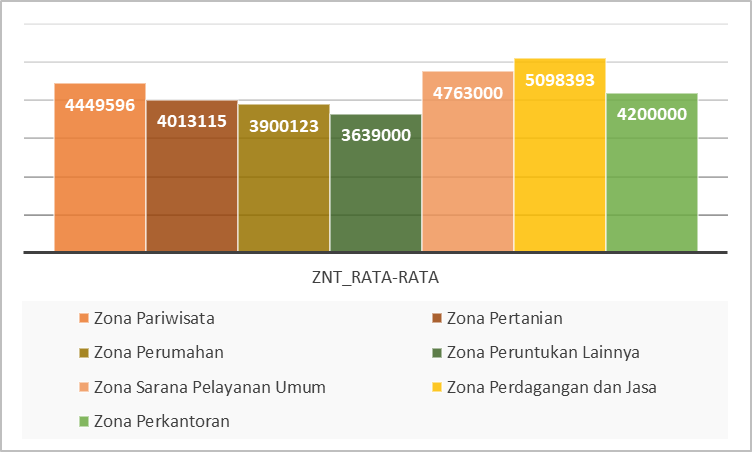 4449596
4013115
3900123
3639000
4763000
5098393
4200000
ZNT_RATA-RATA
Zona Pariwisata
Zona Pertanian
Zona Perumahan
Zona Peruntukan Lainnya
Zona Sarana Pelayanan Umum
Zona Perdagangan dan Jasa
Zona Perkantoran